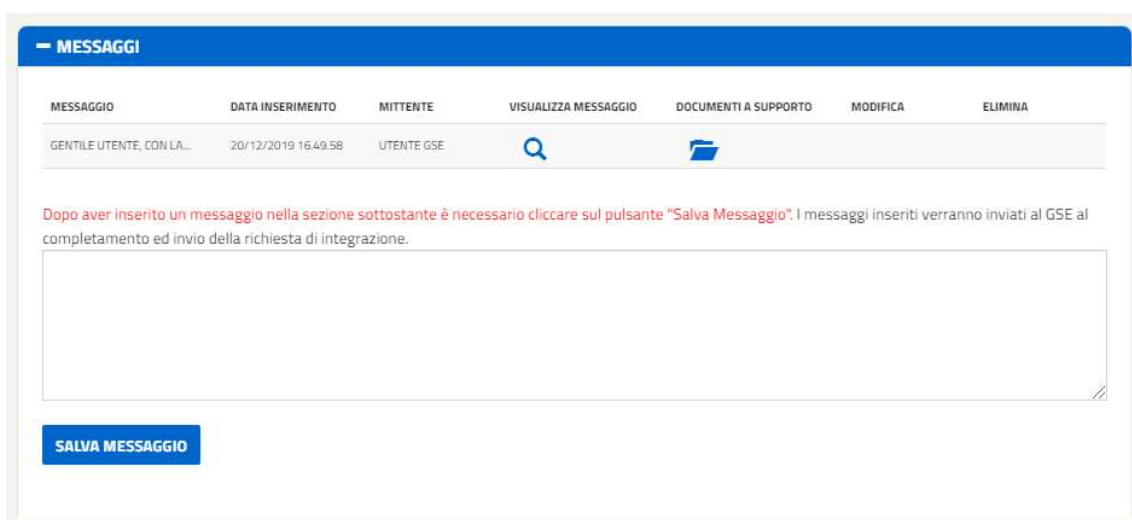 MESSAGGI
MESSAGGIO DATA INSERIMENTO MITTENTE VISUALIZZA MESSAGGIO DOCUMENTI A SUPPORTO MODIFICA ELIMINA
GENTILE UTENTE, CON LA... 20/12/2019 16.49.58 UTENTE GSE
Dopo aver inserito un messaggio nella sezione sottostante è necessario cliccare sul pulsante "Salva Messaggio". I messaggi inseriti verranno inviati al GSE al
completamento ed invio della richiesta di integrazione.
SALVA MESSAGGIO